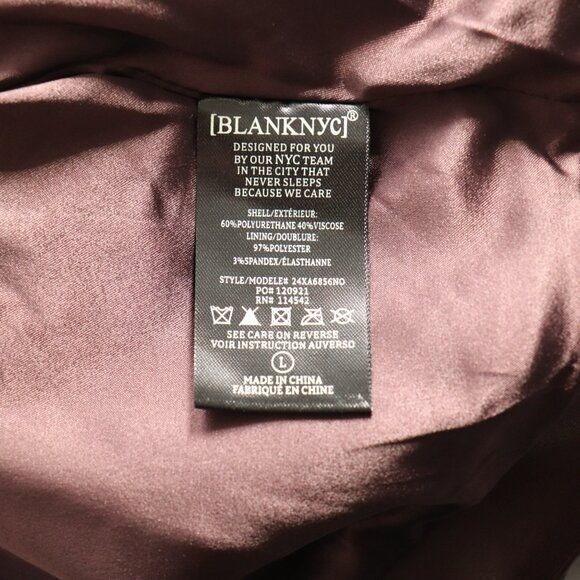 [BLANKNYC]®
DESIGNED FOR YOU
BY OUR NYC TEAM
IN THE CITY THAT
NEVER SLEEPS
BECAUSE WE CARE
SHELL/EXTÉRIEUR:
60%POLYURETHANE 40%VISCOSE
LINING/DOUBLURE:
97%POLYESTER
3%SPANDEX/ÉLASTHANNE
STYLE/MODELE# 24XA6856NO
PO# 120921
RN# 114542
SEE CARE ON REVERSE
VOIR INSTRUCTION AUVERSO
L
MADE IN CHINA
FABRIQUÉ EN CHINE